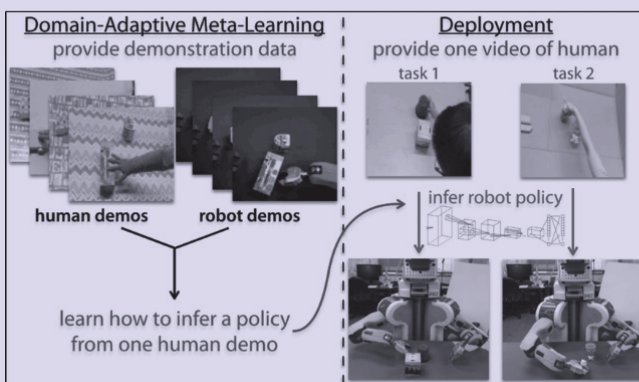 Domain-Adaptive Meta-Learning
provide demonstration data
human demos
robot demos
learn how to infer a policy
from one human demo
Deployment
provide one video of human
task 1
task 2
infer robot policy